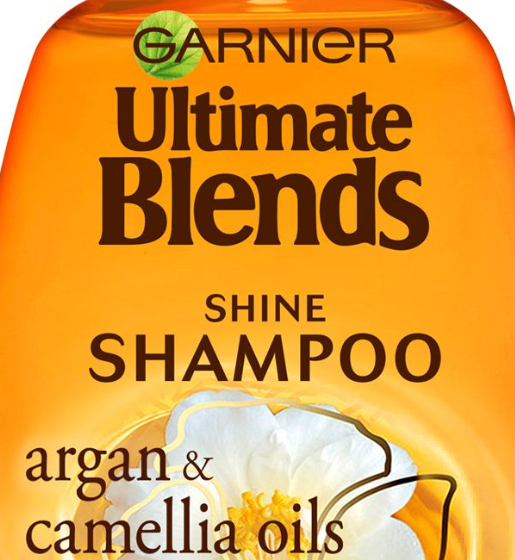 GARNIER
Ultimate
Blends
SHINE
SHAMPOO
argan &
camellia oils